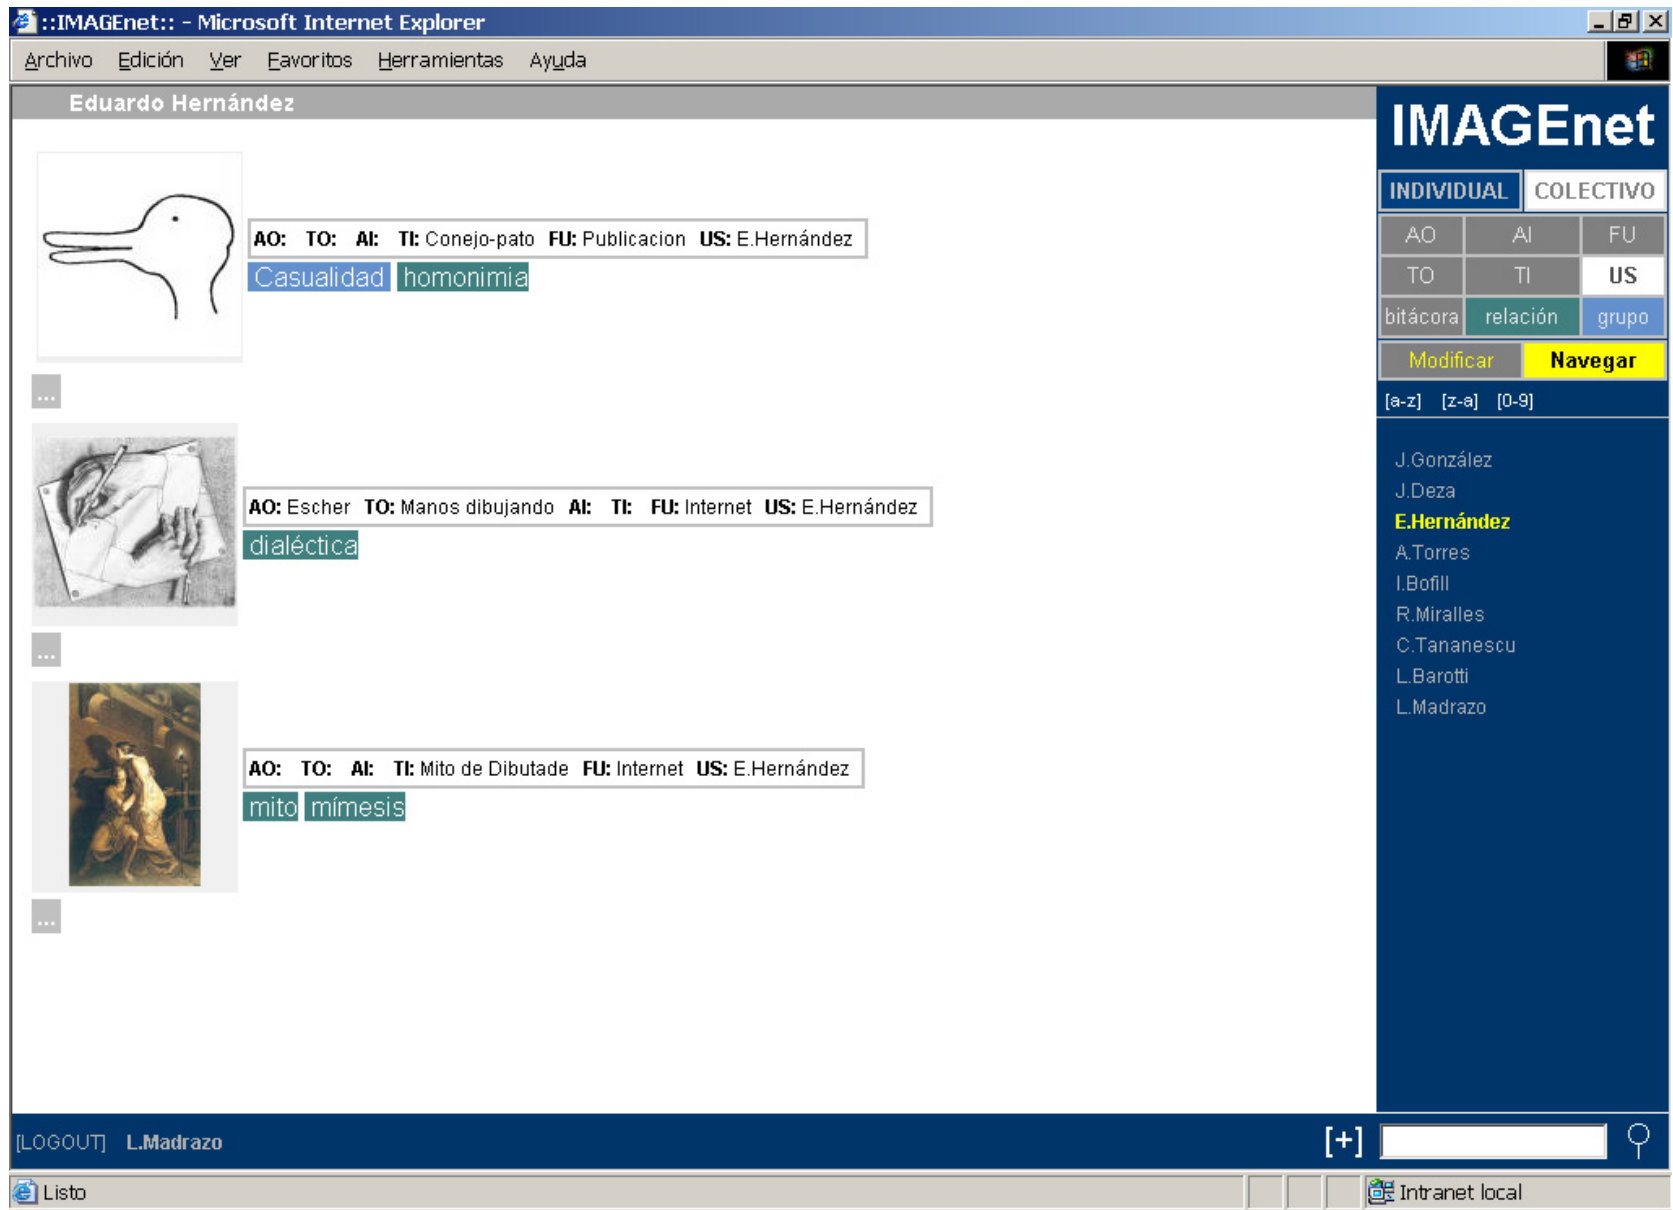 ::IMAGEnet:: - Microsoft Internet Explorer
Archivo Edición Ver Favoritos Herramientas Ayuda
Eduardo Hernández
AO: TO: AI: TI: Conejo-pato FU: Publicacion US: E.Hernández
Casualidad homonimia
...
AO: Escher TO: Manos dibujando AI: TI: FU: Internet US: E.Hernández
dialéctica
...
AO: TO: AI: TI: Mito de Dibutade FU: Internet US: E.Hernández
mito mímesis
...
IMAGEnet
INDIVIDUAL COLECTIVO
AO AI FU
TO TI US
bitácora relación grupo
Modificar Navegar
[a-z] [z-a] [0-9]
J.González
J.Deza
E.Hernández
A.Torres
I.Bofill
R.Miralles
C.Tananescu
L.Barotti
L.Madrazo
[LOGOUT] L.Madrazo
[+]
Listo
Intranet local